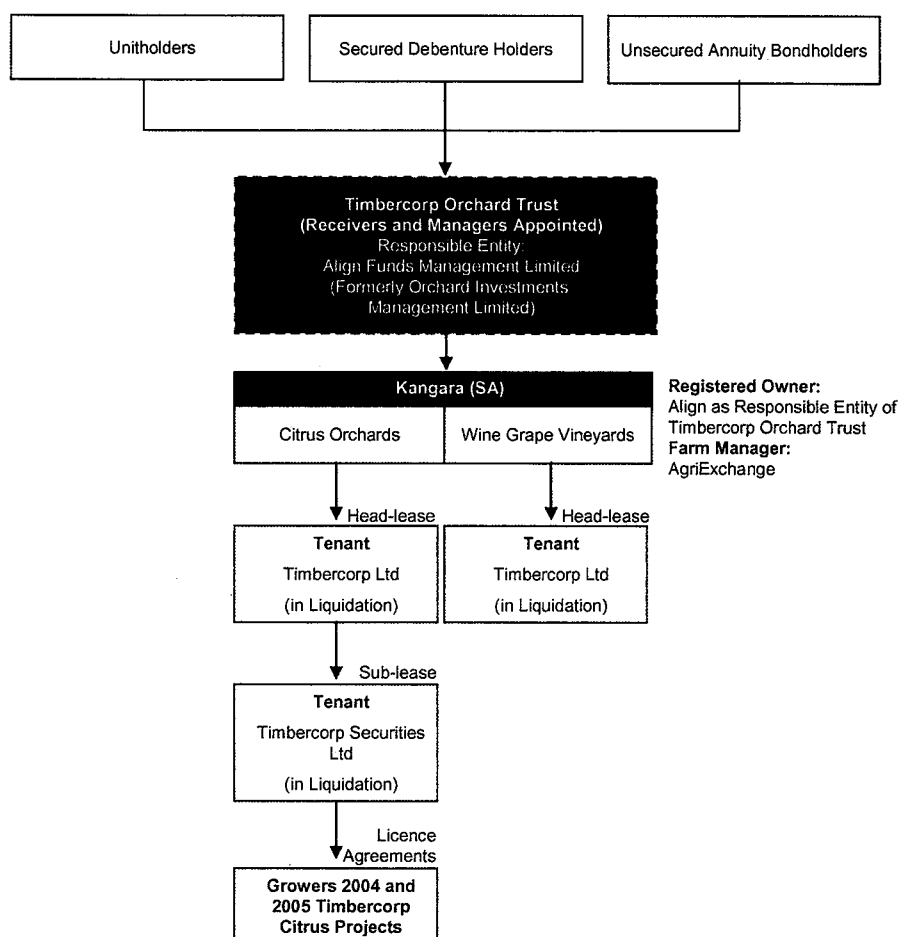 Unitholders
Secured Debenture Holders
Unsecured Annuity Bondholders
Timbercorp Orchard Trust
(Receivers and Managers Appointed)
Responsible Entity:
Align Funds Management Limited
(Formerly Orchard Investments
Management Limited)
Kangara (SA)
Citrus Orchards
Wine Grape Vineyards
Registered Owner:
Align as Responsible Entity of
Timbercorp Orchard Trust
Farm Manager:
AgriExchange
Head-lease
Head-lease
Tenant
Timbercorp Ltd
(in Liquidation)
Tenant
Timbercorp Ltd
(in Liquidation)
Sub-lease
Tenant
Timbercorp Securities
Ltd
(in Liquidation)
Licence
Agreements
Growers 2004 and
2005 Timbercorp
Citrus Projects